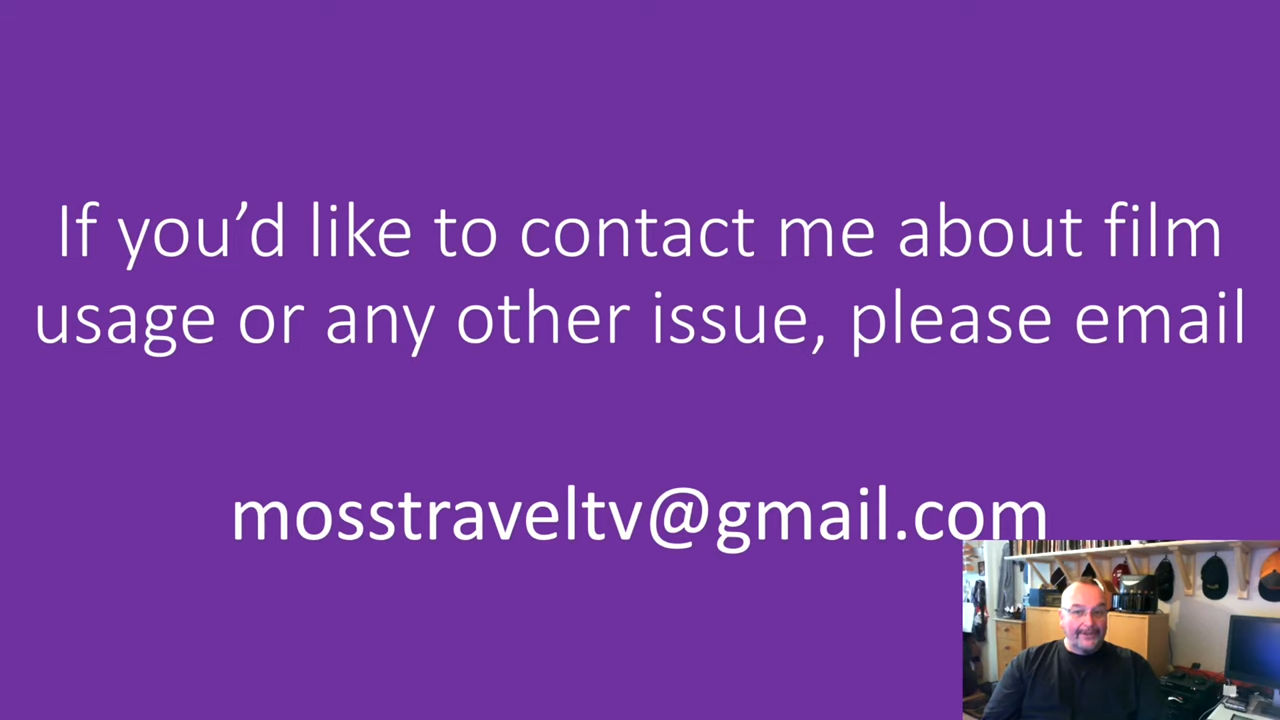 If you’d like to contact me about film
usage or any other issue, please email
mosstraveltv@gmail.com